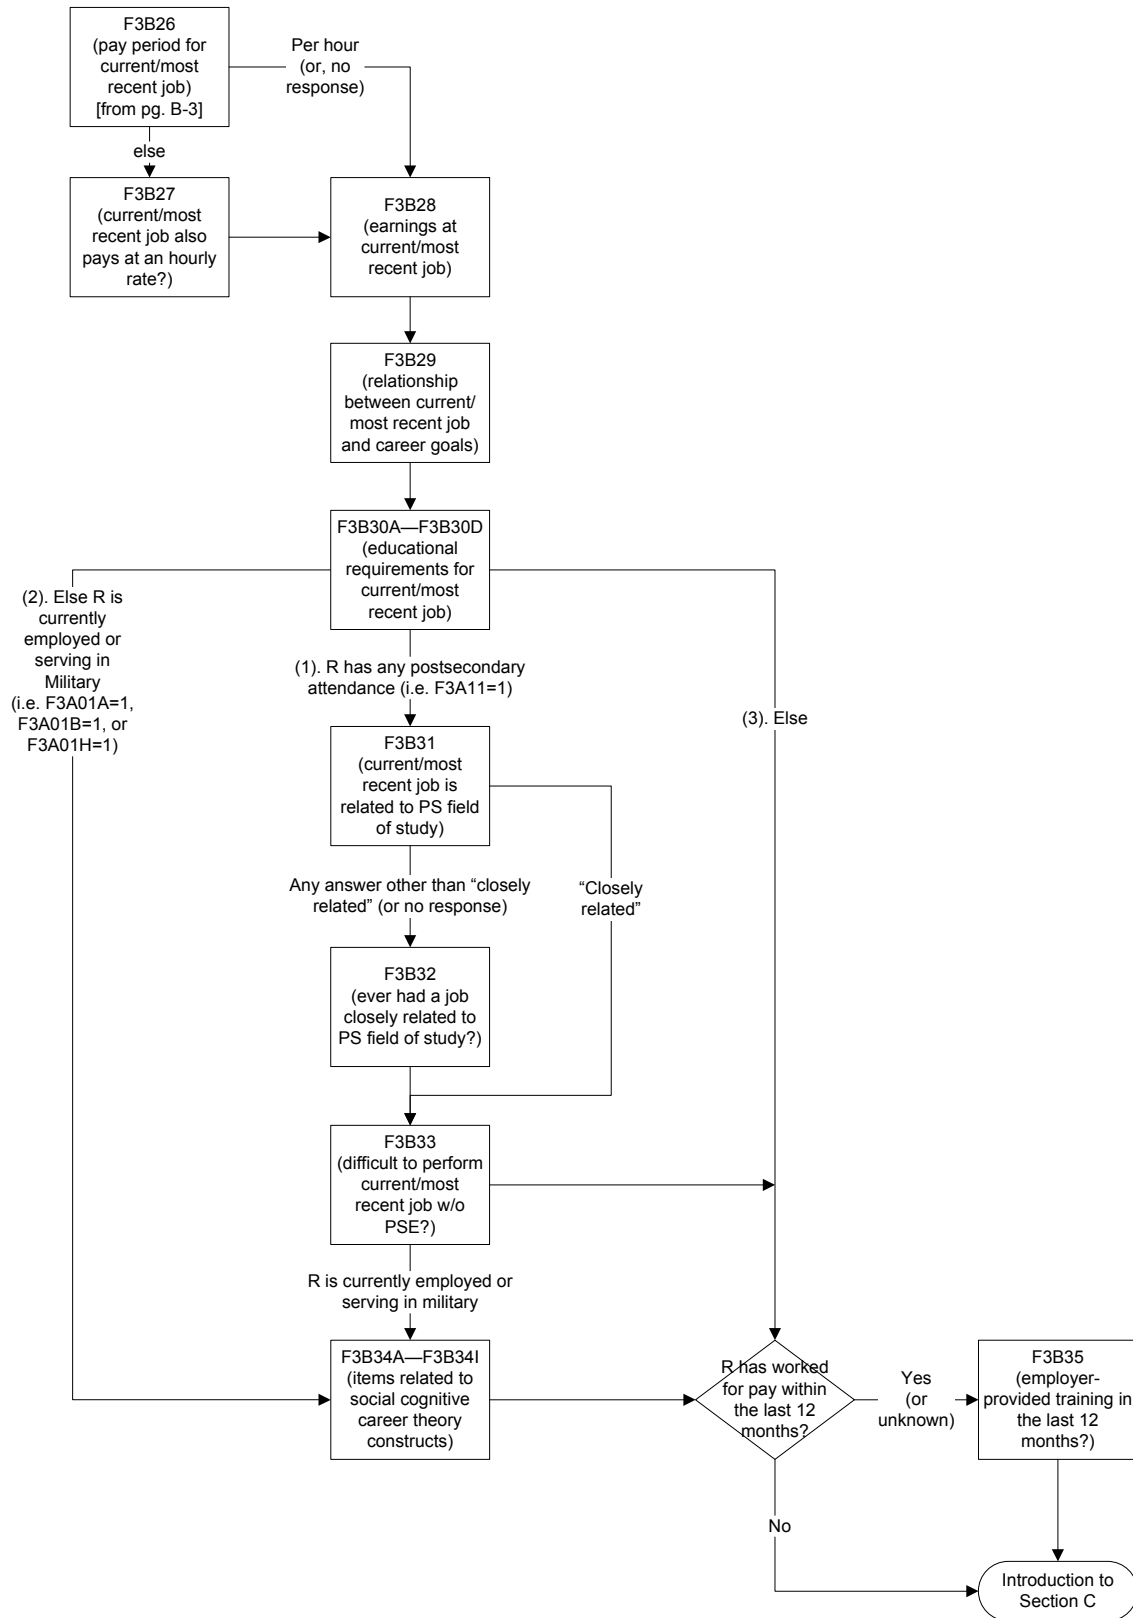 F3B26
(pay period for
current/most
recent job)
[from pg. B-3]
Per hour
(or, no
response)
else
F3B27
(current/most
recent job also
pays at an hourly
rate?)
F3B28
(earnings at
current/most
recent job)
F3B29
(relationship
between current/
most recent job
and career goals)
F3B30A—F3B30D
(educational
requirements for
current/most
recent job)
(2). Else R is
currently
employed or
serving in
Military
(i.e. F3A01A=1,
F3A01B=1, or
F3A01H=1)
(1). R has any postsecondary
attendance (i.e. F3A11=1)
(3). Else
F3B31
(current/most
recent job is
related to PS field
of study)
Any answer other than “closely
related” (or no response)
“Closely
related”
F3B32
(ever had a job
closely related to
PS field of study?)
F3B33
(difficult to perform
current/most
recent job w/o
PSE?)
R is currently employed or
serving in military
F3B34A—F3B34I
(items related to
social cognitive
career theory
constructs)
R has worked
for pay within
the last 12
months?
Yes
(or
unknown)
F3B35
(employer-
provided training in
the last 12
months?)
No
Introduction to
Section C